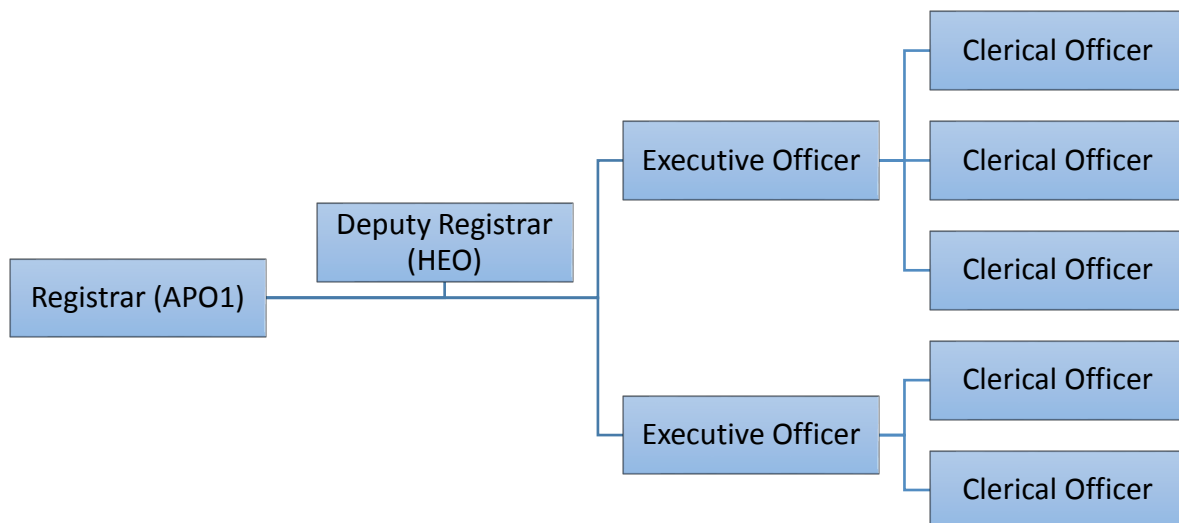 Registrar (APO1)
Deputy Registrar
(HEO)
Executive Officer
Clerical Officer
Clerical Officer
Clerical Officer
Executive Officer
Clerical Officer
Clerical Officer